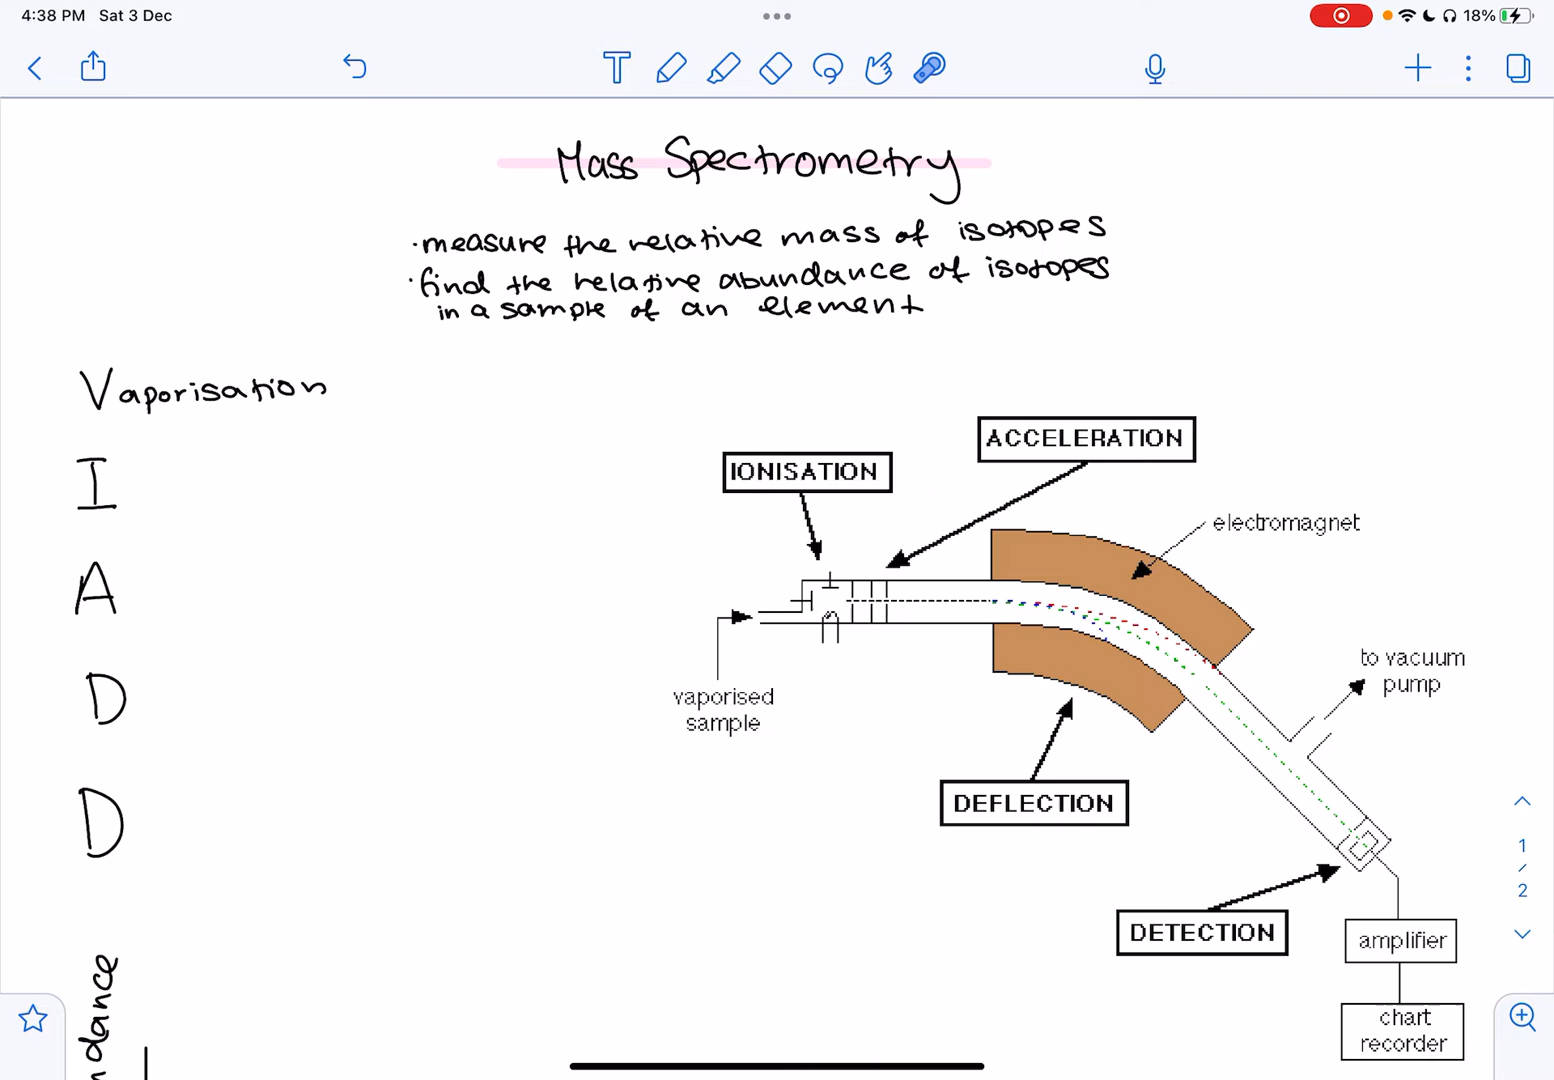 4:38 PM Sat 3 Dec
18%
T
Mass Spectrometry
·measure the relative mass of isotopes
·find the relative abundance of isotopes
in a sample of an element
Vaporisation
I
A
D
D
ACCELERATION
IONISATION
electromagnet
vaporised
sample
to vacuum
pump
DEFLECTION
DETECTION
amplifier
chart
recorder
1
/
2
ndance